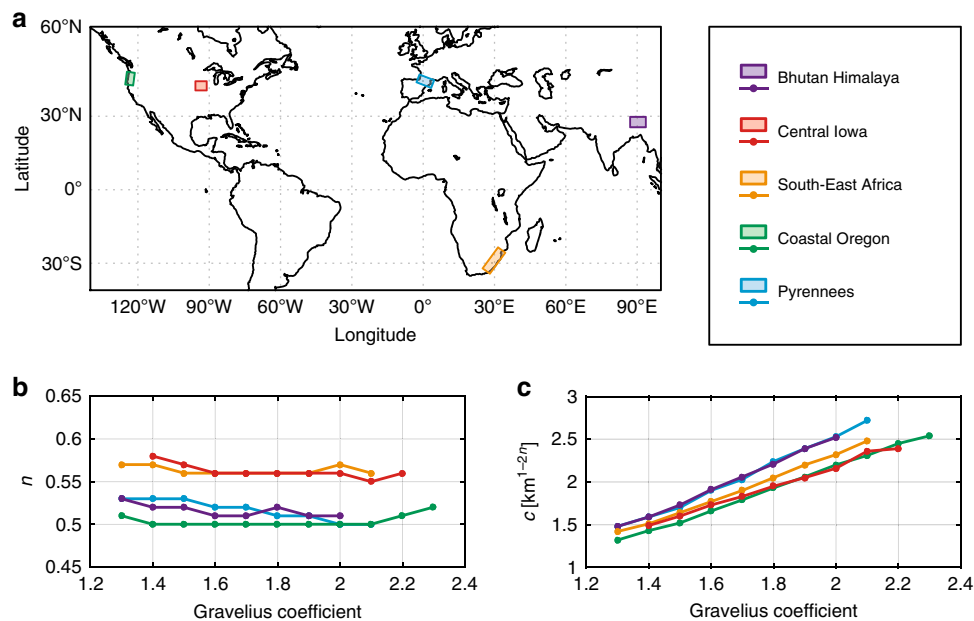 a
60°N
30°N
0°
30°S
Latitude
120°W 90°W 60°W 30°W 0° 30°E 60°E 90°E
Longitude
Bhutan Himalaya
Central Iowa
South-East Africa
Coastal Oregon
Pyrennees
b
0.65
0.6
0.55
0.5
0.45
n
1.2 1.4 1.6 1.8 2 2.2 2.4
Gravelius coefficient
c
3
2.5
2
1.5
1
c [km¹⁻²ⁿ]
1.2 1.4 1.6 1.8 2 2.2 2.4
Gravelius coefficient